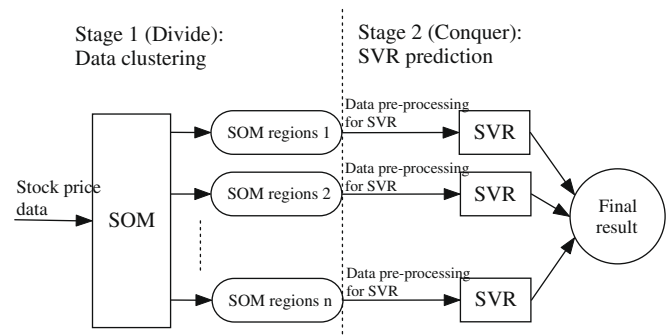 Stage 1 (Divide):
Data clustering
Stage 2 (Conquer):
SVR prediction
Stock price
data
SOM
SOM regions 1
Data pre-processing
for SVR
SVR
SOM regions 2
Data pre-processing
for SVR
SVR
SOM regions n
Data pre-processing
for SVR
SVR
Final
result